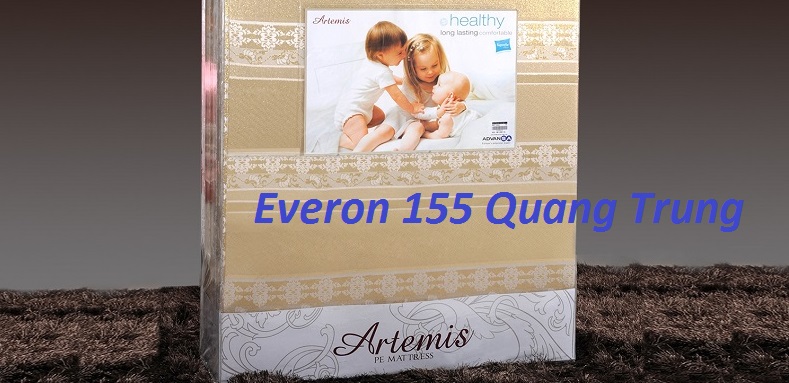 Artemis
healthy
long lasting comfortable
ADVANSA
Everon 155 Quang Trung
Artemis
PE MATTRESS